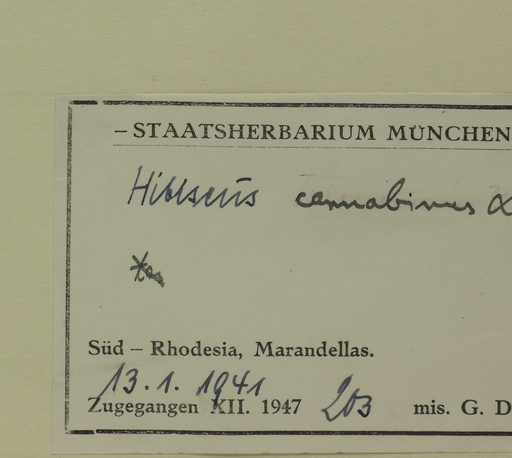 – STAATSHERBARIUM MÜNCHEN
Hibiscus cannabinus
Süd – Rhodesia, Marandellas.
13. 1. 1941
Zugegangen XII. 1947 203 mis. G. D